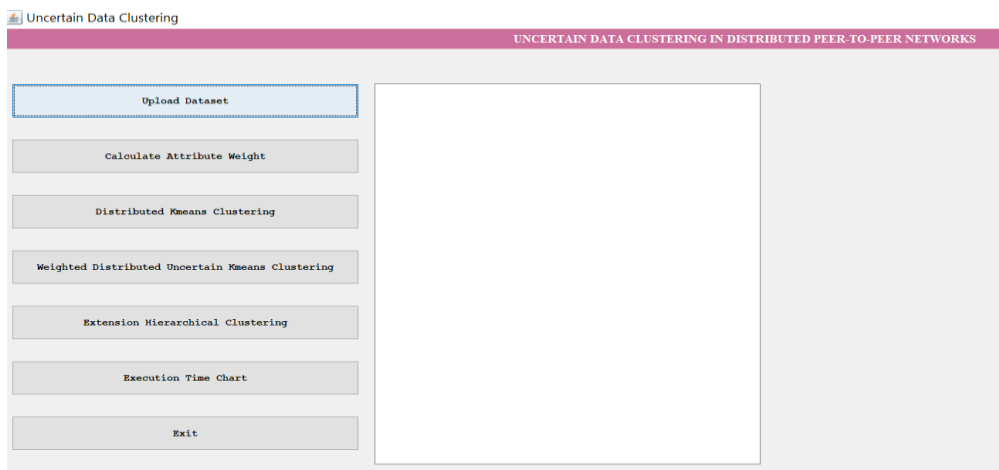 Uncertain Data Clustering
UNCERTAIN DATA CLUSTERING IN DISTRIBUTED PEER-TO-PEER NETWORKS
Upload Dataset
Calculate Attribute Weight
Distributed Kmeans Clustering
Weighted Distributed Uncertain Kmeans Clustering
Extension Hierarchical Clustering
Execution Time Chart
Exit